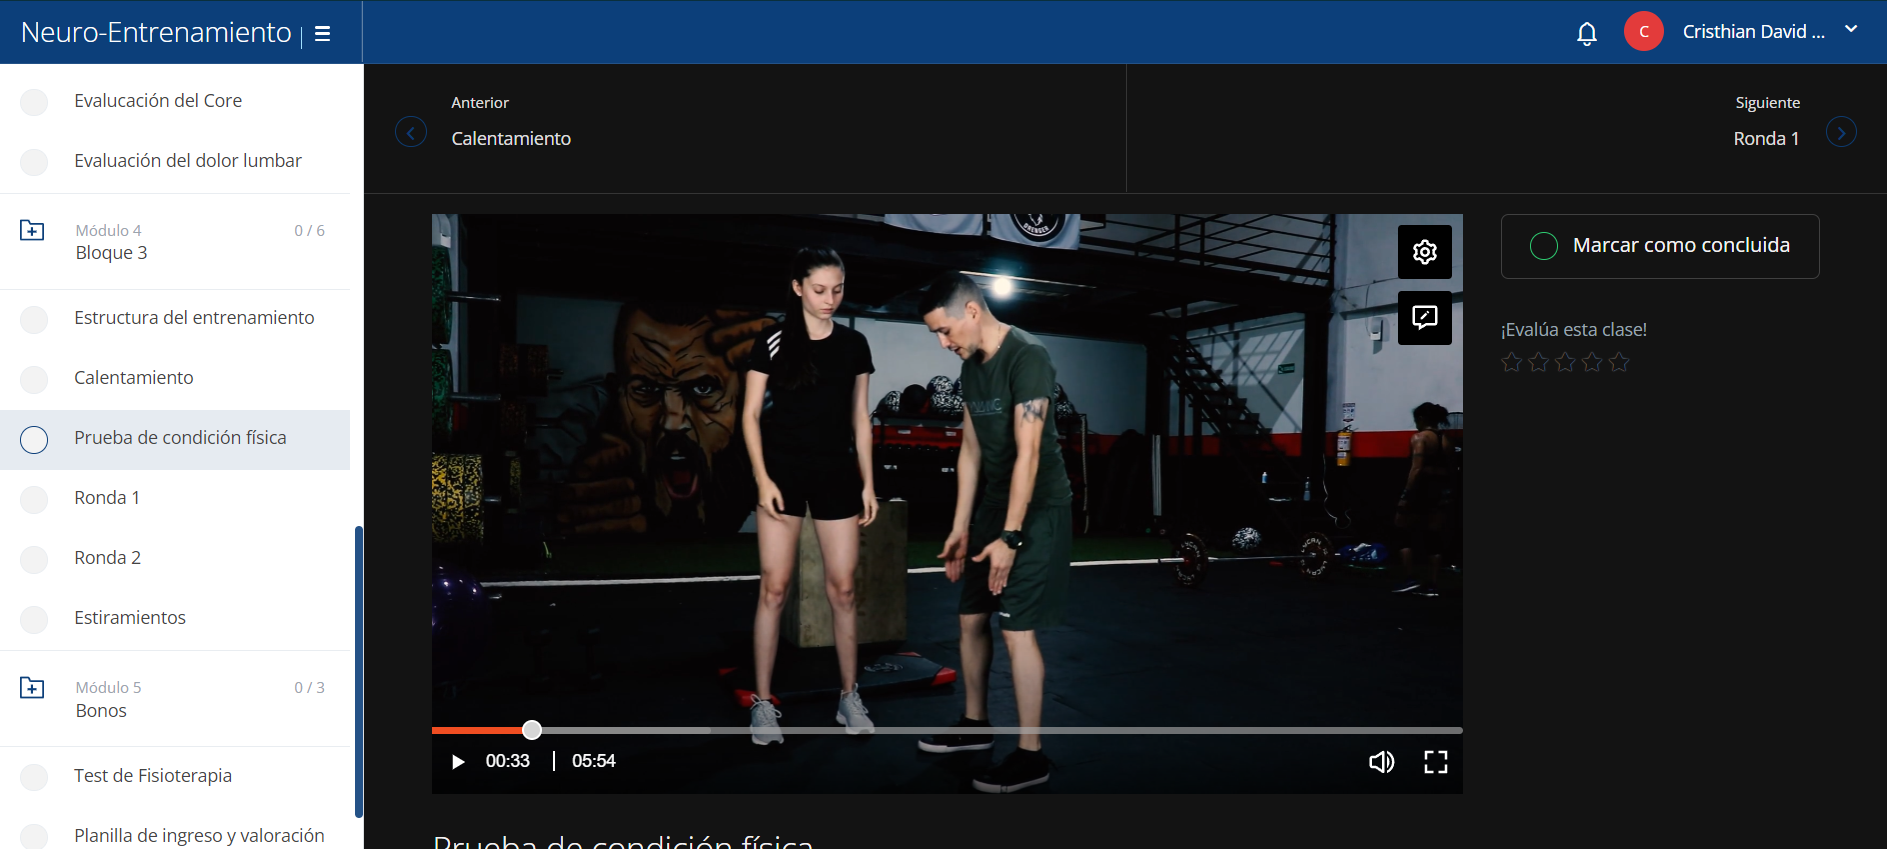 Neuro-Entrenamiento
C
Cristhian David ...
Evalucación del Core
Evaluación del dolor lumbar
Módulo 4
0 / 6
Bloque 3
Estructura del entrenamiento
Calentamiento
Prueba de condición física
Ronda 1
Ronda 2
Estiramientos
Módulo 5
0 / 3
Bonos
Test de Fisioterapia
Planilla de ingreso y valoración
Anterior
Calentamiento
Siguiente
Ronda 1
00:33
05:54
Marcar como concluida
¡Evalúa esta clase!
Prueba de condición física